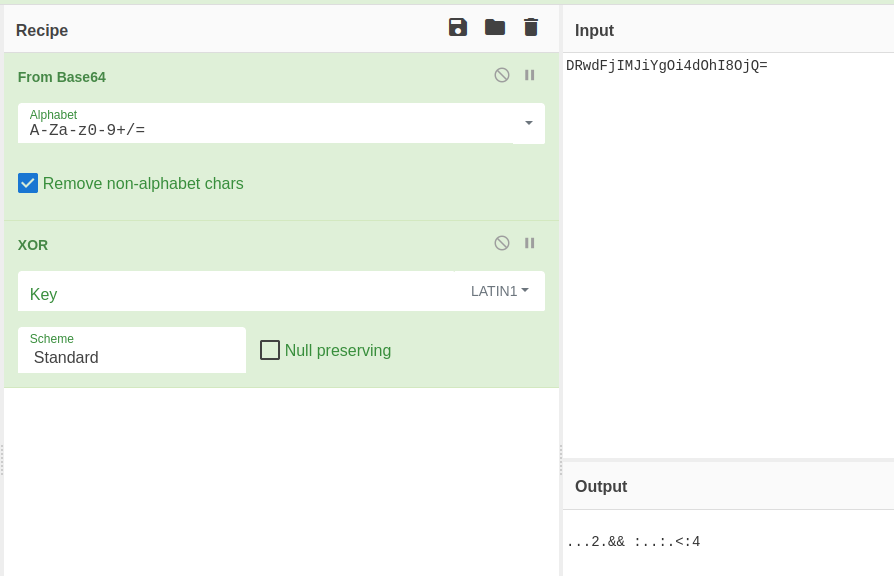 Recipe
From Base64
Alphabet
A-Za-z0-9+/=
Remove non-alphabet chars
XOR
Key
LATIN1
Scheme
Standard
Null preserving
Input
DRwdFjIMJiYgOi4dOhI8OjQ=
Output
...2.&& :..:.<:4